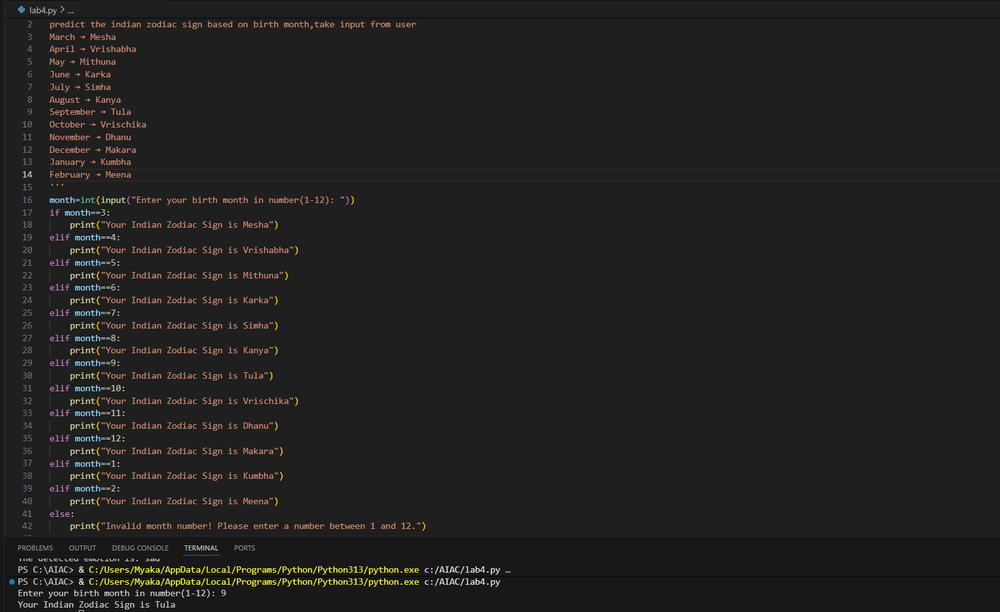 lab4.py > ...
2 predict the indian zodiac sign based on birth month,take input from user
3 March → Mesha
4 April → Vrishabha
5 May → Mithuna
6 June → Karka
7 July → Simha
8 August → Kanya
9 September → Tula
10 October → Vrischika
11 November → Dhanu
12 December → Makara
13 January → Kumbha
14 February → Meena
15 '''
16 month=int(input("Enter your birth month in number(1-12): "))
17 if month==3:
18     print("Your Indian Zodiac Sign is Mesha")
19 elif month==4:
20     print("Your Indian Zodiac Sign is Vrishabha")
21 elif month==5:
22     print("Your Indian Zodiac Sign is Mithuna")
23 elif month==6:
24     print("Your Indian Zodiac Sign is Karka")
25 elif month==7:
26     print("Your Indian Zodiac Sign is Simha")
27 elif month==8:
28     print("Your Indian Zodiac Sign is Kanya")
29 elif month==9:
30     print("Your Indian Zodiac Sign is Tula")
31 elif month==10:
32     print("Your Indian Zodiac Sign is Vrischika")
33 elif month==11:
34     print("Your Indian Zodiac Sign is Dhanu")
35 elif month==12:
36     print("Your Indian Zodiac Sign is Makara")
37 elif month==1:
38     print("Your Indian Zodiac Sign is Kumbha")
39 elif month==2:
40     print("Your Indian Zodiac Sign is Meena")
41 else:
42     print("Invalid month number! Please enter a number between 1 and 12.")
PROBLEMS OUTPUT DEBUG CONSOLE TERMINAL PORTS
The detected emotion is: sad
PS C:\AIAC> & C:/Users/Myaka/AppData/Local/Programs/Python/Python313/python.exe c:/AIAC/lab4.py …
PS C:\AIAC> & C:/Users/Myaka/AppData/Local/Programs/Python/Python313/python.exe c:/AIAC/lab4.py
Enter your birth month in number(1-12): 9
Your Indian Zodiac Sign is Tula